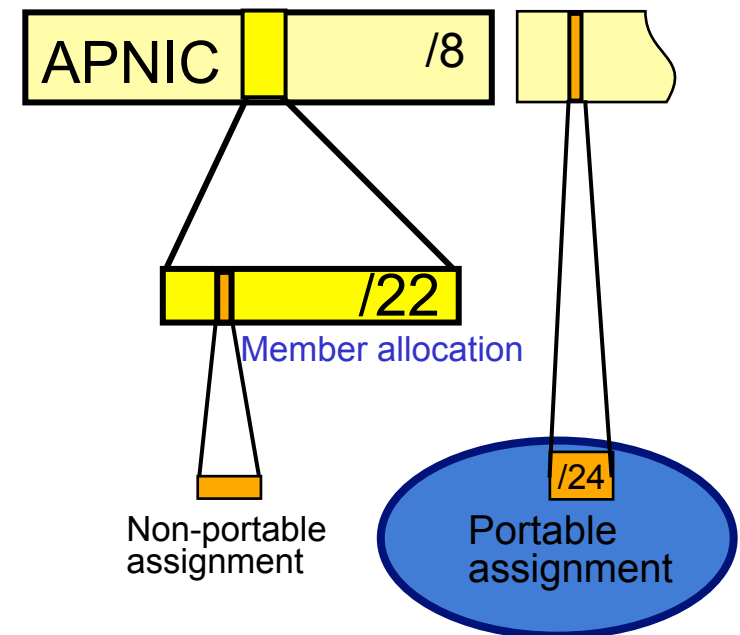 APNIC
/8
/22
Member allocation
/24
Non-portable
assignment
Portable
assignment